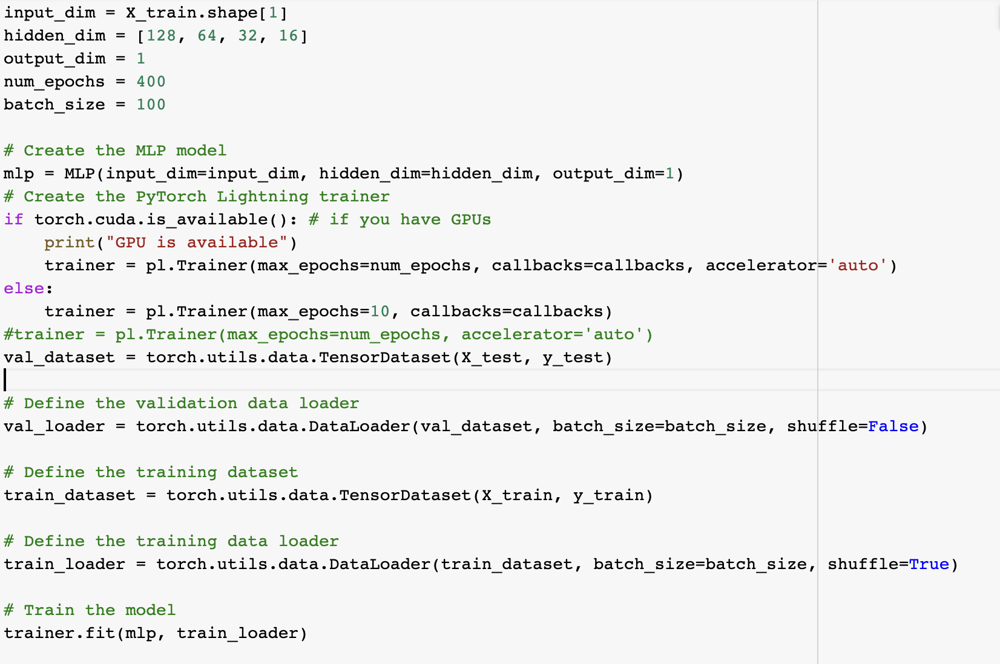 input_dim = X_train.shape[1]
hidden_dim = [128, 64, 32, 16]
output_dim = 1
num_epochs = 400
batch_size = 100

# Create the MLP model
mlp = MLP(input_dim=input_dim, hidden_dim=hidden_dim, output_dim=1)
# Create the PyTorch Lightning trainer
if torch.cuda.is_available(): # if you have GPUs
    print("GPU is available")
    trainer = pl.Trainer(max_epochs=num_epochs, callbacks=callbacks, accelerator='auto')
else:
    trainer = pl.Trainer(max_epochs=10, callbacks=callbacks)
#trainer = pl.Trainer(max_epochs=num_epochs, accelerator='auto')
val_dataset = torch.utils.data.TensorDataset(X_test, y_test)

# Define the validation data loader
val_loader = torch.utils.data.DataLoader(val_dataset, batch_size=batch_size, shuffle=False)

# Define the training dataset
train_dataset = torch.utils.data.TensorDataset(X_train, y_train)

# Define the training data loader
train_loader = torch.utils.data.DataLoader(train_dataset, batch_size=batch_size, shuffle=True)

# Train the model
trainer.fit(mlp, train_loader)